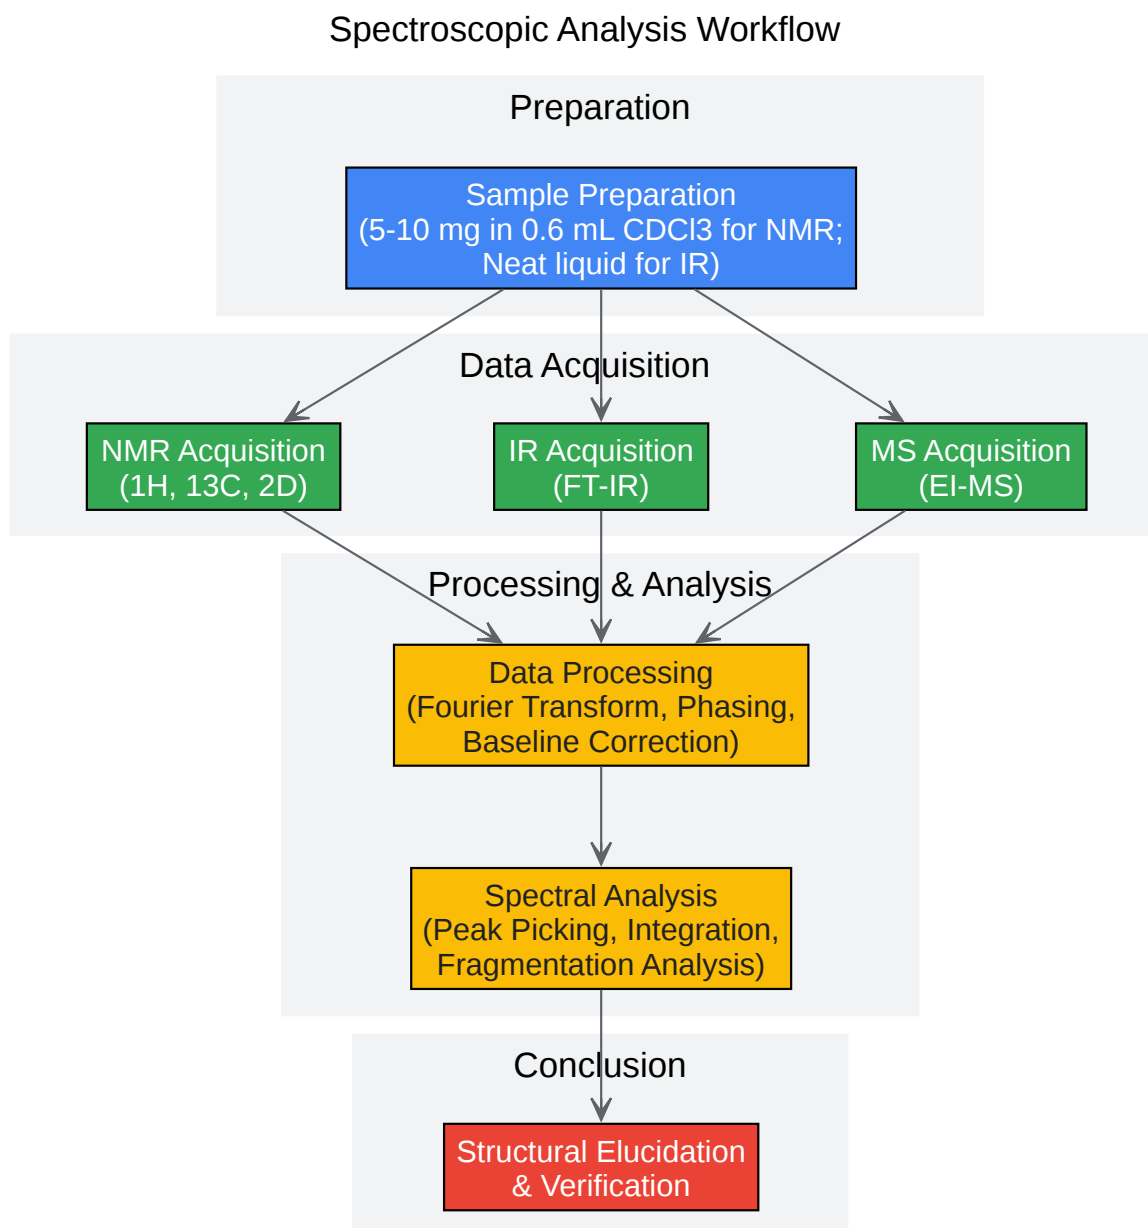 Spectroscopic Analysis Workflow
Preparation
Sample Preparation
(5-10 mg in 0.6 mL CDCl3 for NMR;
Neat liquid for IR)
Data Acquisition
NMR Acquisition
(1H, 13C, 2D)
IR Acquisition
(FT-IR)
MS Acquisition
(EI-MS)
Processing & Analysis
Data Processing
(Fourier Transform, Phasing,
Baseline Correction)
Spectral Analysis
(Peak Picking, Integration,
Fragmentation Analysis)
Conclusion
Structural Elucidation
& Verification